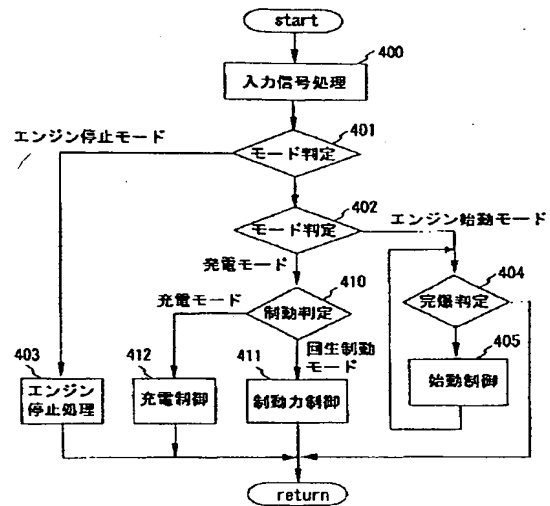 start
400
入力信号処理
401
エンジン停止モード
モード判定
402
モード判定
エンジン始動モード
発電モード
410
404
充電モード
制動判定
完爆判定
回生制動
モード
403
412
411
405
エンジン
停止処理
充電制御
制動力制御
始動制御
return